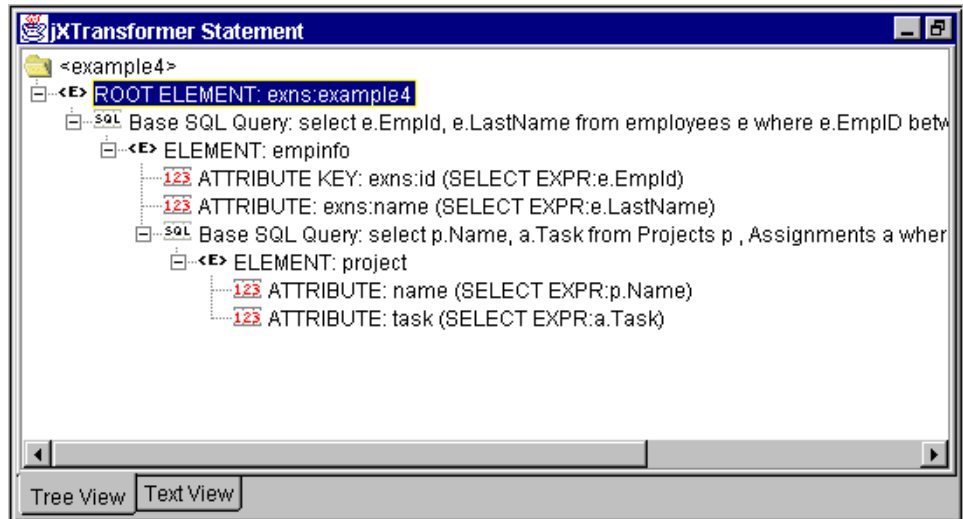 jXTransformer Statement
<example4>
<E> ROOT ELEMENT: exns:example4
SQL Base SQL Query: select e.EmpId, e.LastName from employees e where e.EmpID betw
<E> ELEMENT: empinfo
123 ATTRIBUTE KEY: exns:id (SELECT EXPR:e.EmpId)
123 ATTRIBUTE: exns:name (SELECT EXPR:e.LastName)
SQL Base SQL Query: select p.Name, a.Task from Projects p , Assignments a wher
<E> ELEMENT: project
123 ATTRIBUTE: name (SELECT EXPR:p.Name)
123 ATTRIBUTE: task (SELECT EXPR:a.Task)
Tree View Text View